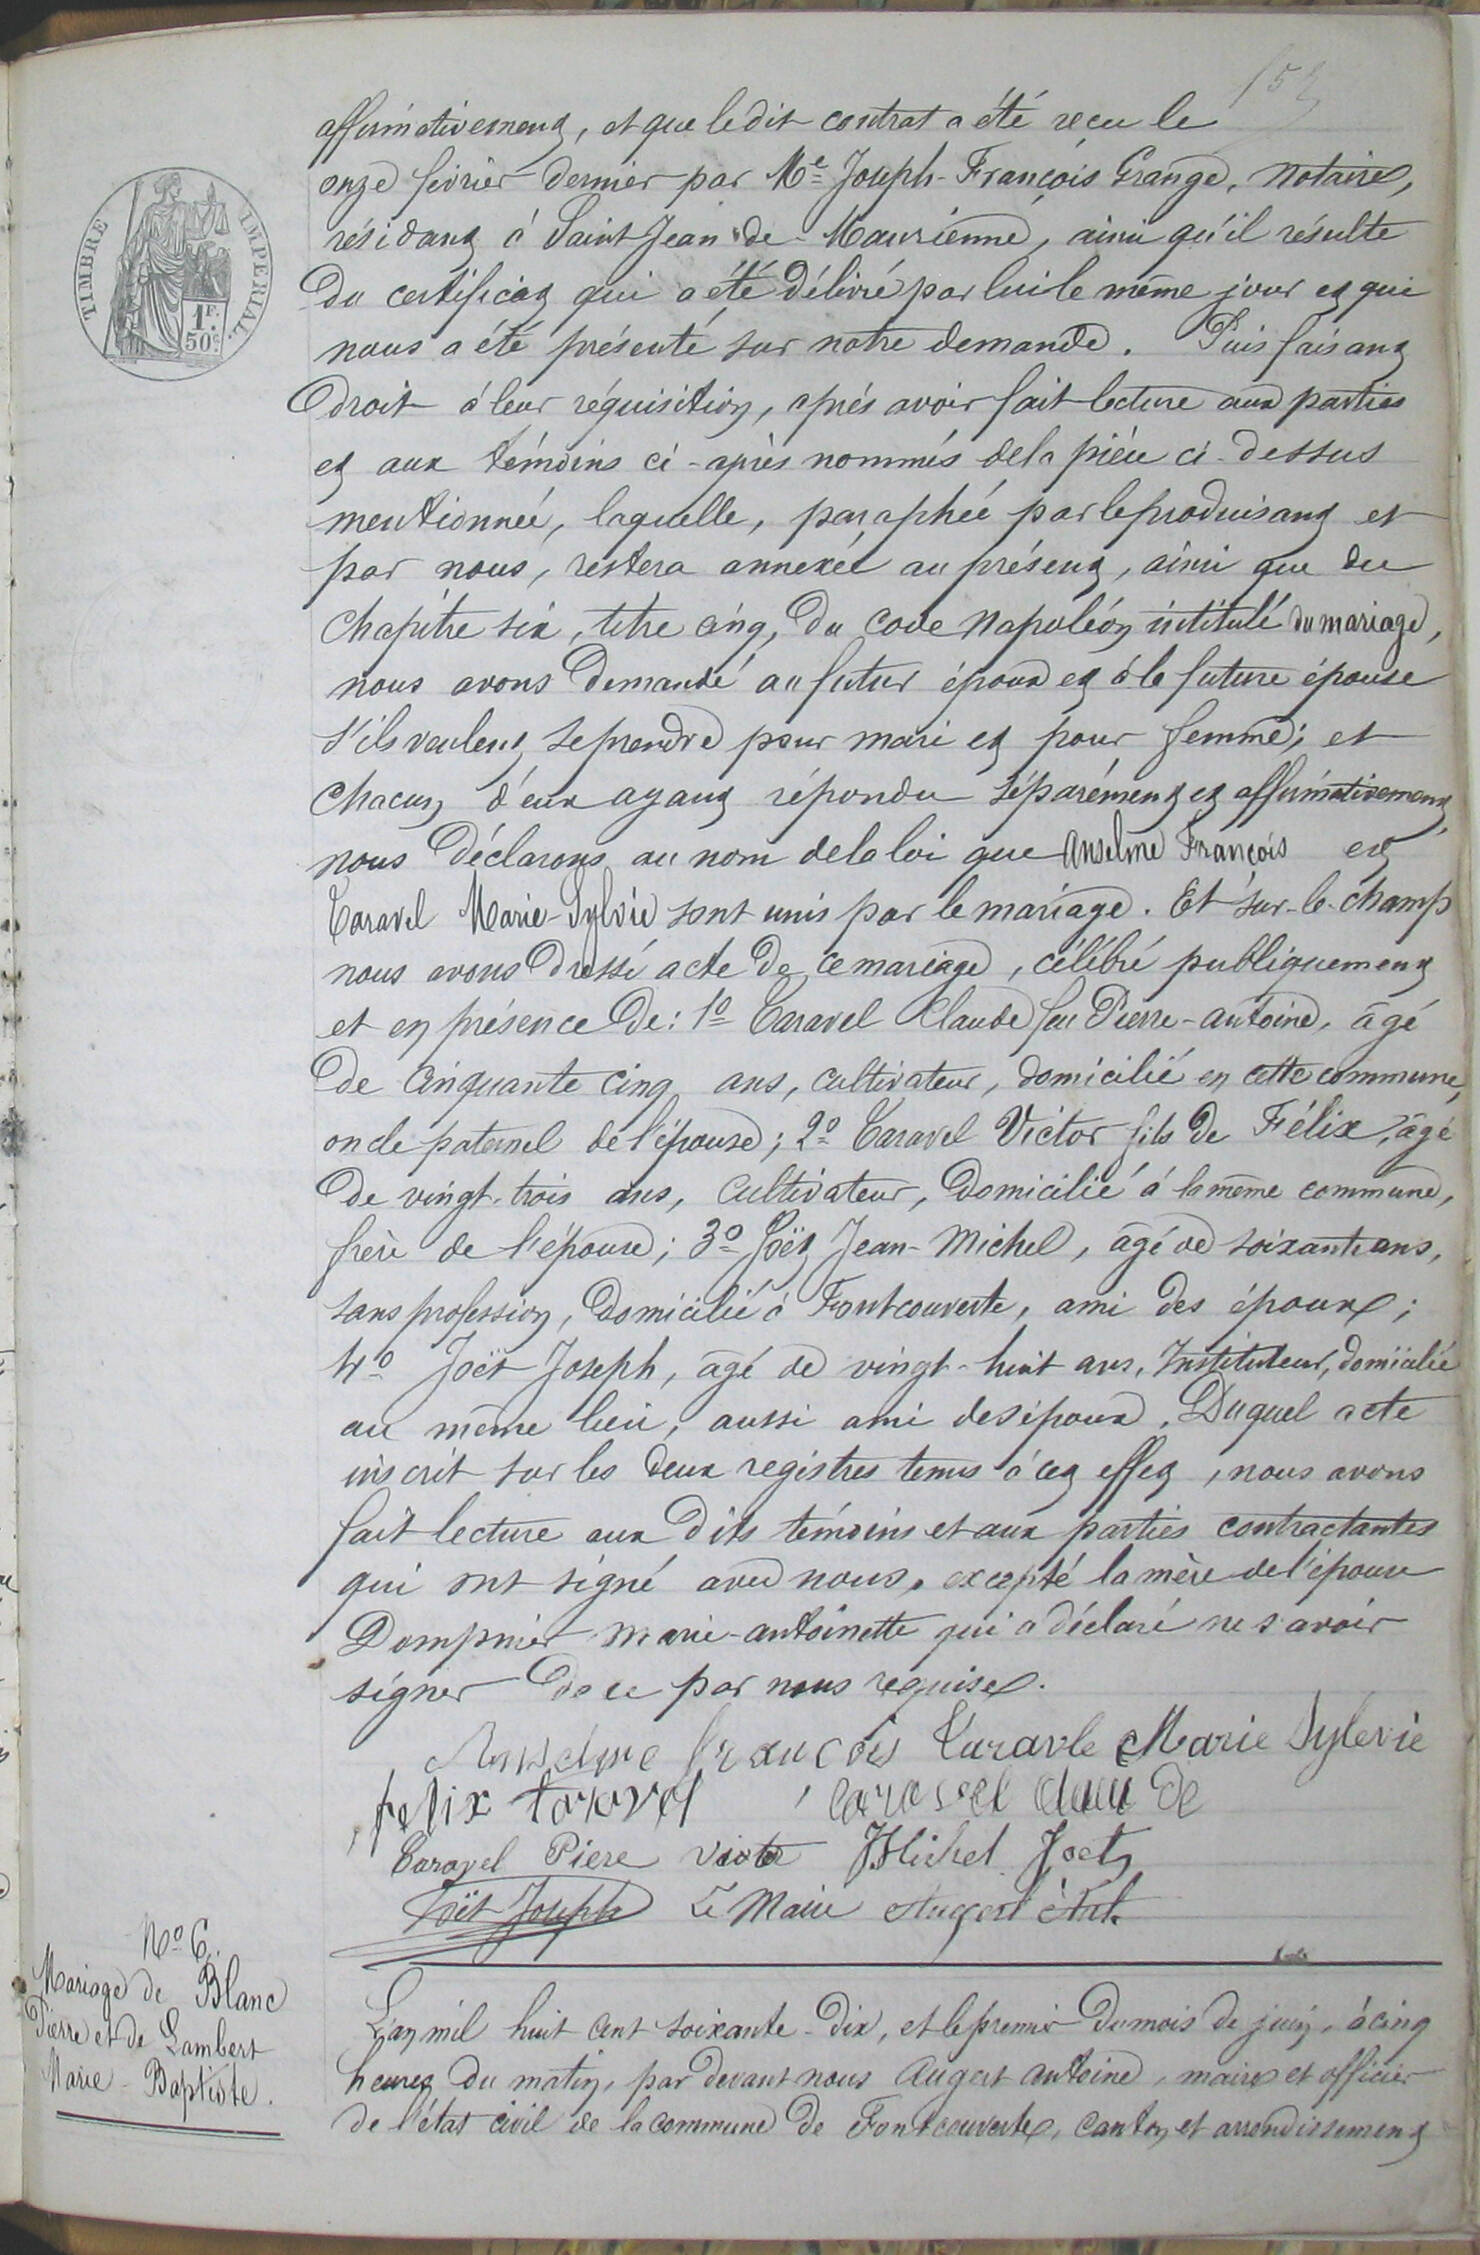 153
affirmativement, et que ledit contrat a été reçu le
onze février dernier par Me Joseph-François Grange, Notaire,
résidant à Saint Jean-de-Maurienne, ainsi qu'il résulte
du certificat qui a été délivré par lui le même jour et qui
nous a été présenté sur notre demande. Puis faisant
droit à leur réquisition, après avoir fait lecture aux parties
et aux témoins ci-après nommés de la pièce ci-dessus
mentionnée, laquelle, paraphée par le produisant et
par nous, restera annexée au présent, ainsi que du
Chapitre six, titre cinq, du Code Napoléon intitulé du mariage,
nous avons demandé au futur époux et à la future épouse
s'ils veulent se prendre pour mari et pour femme; et
Chacun d'eux ayant répondu séparément et affirmativement,
nous déclarons au nom de la loi que Anselme François et
Taravel Marie-Sylvie sont unis par le mariage. Et sur-le-champ
nous avons dressé acte de ce mariage, célébré publiquement
et en présence de: 1o Taravel Claude feu Pierre-antoine, âgé
de Cinquante cinq ans, cultivateur, domicilié en cette commune,
oncle paternel de l'épouse; 2o Taravel Victor fils de Félix, âgé
de vingt-trois ans, Cultivateur, domicilié à la même commune,
frère de l'épouse; 3o Joët Jean-Michel, âgé de soixante ans,
sans profession, domicilié à Fontcouverte, ami des époux;
4o Joët Joseph, âgé de vingt-huit ans, Instituteur, domicilié
au même lieu, aussi ami des époux. Duquel acte
inscrit sur les deux registres tenus à cet effet, nous avons
fait lecture aux dits témoins et aux parties contractantes
qui ont signé avec nous, excepté la mère de l'épouse
Dompnier Marie-antoinette qui a déclaré ne savoir
signer de ce par nous requise.
Anselme françois Taravle Marie Sylevie
felix taravel Caravel Claude
Taravel Piere victor J. Michel Joet
Joët Joseph Le Maire Augert Ant.
TIMBRE IMPERIAL.
1F. 50c.
No 6.
Mariage de Blanc
Pierre et de Lambert
Marie-Baptiste.
L'an mil huit cent soixante-dix, et le premier du mois de juin, à cinq
heures du matin, par devant nous Augert antoine, maire et officier
de l'état civil de la commune de Fontcouverte, canton et arrondissement